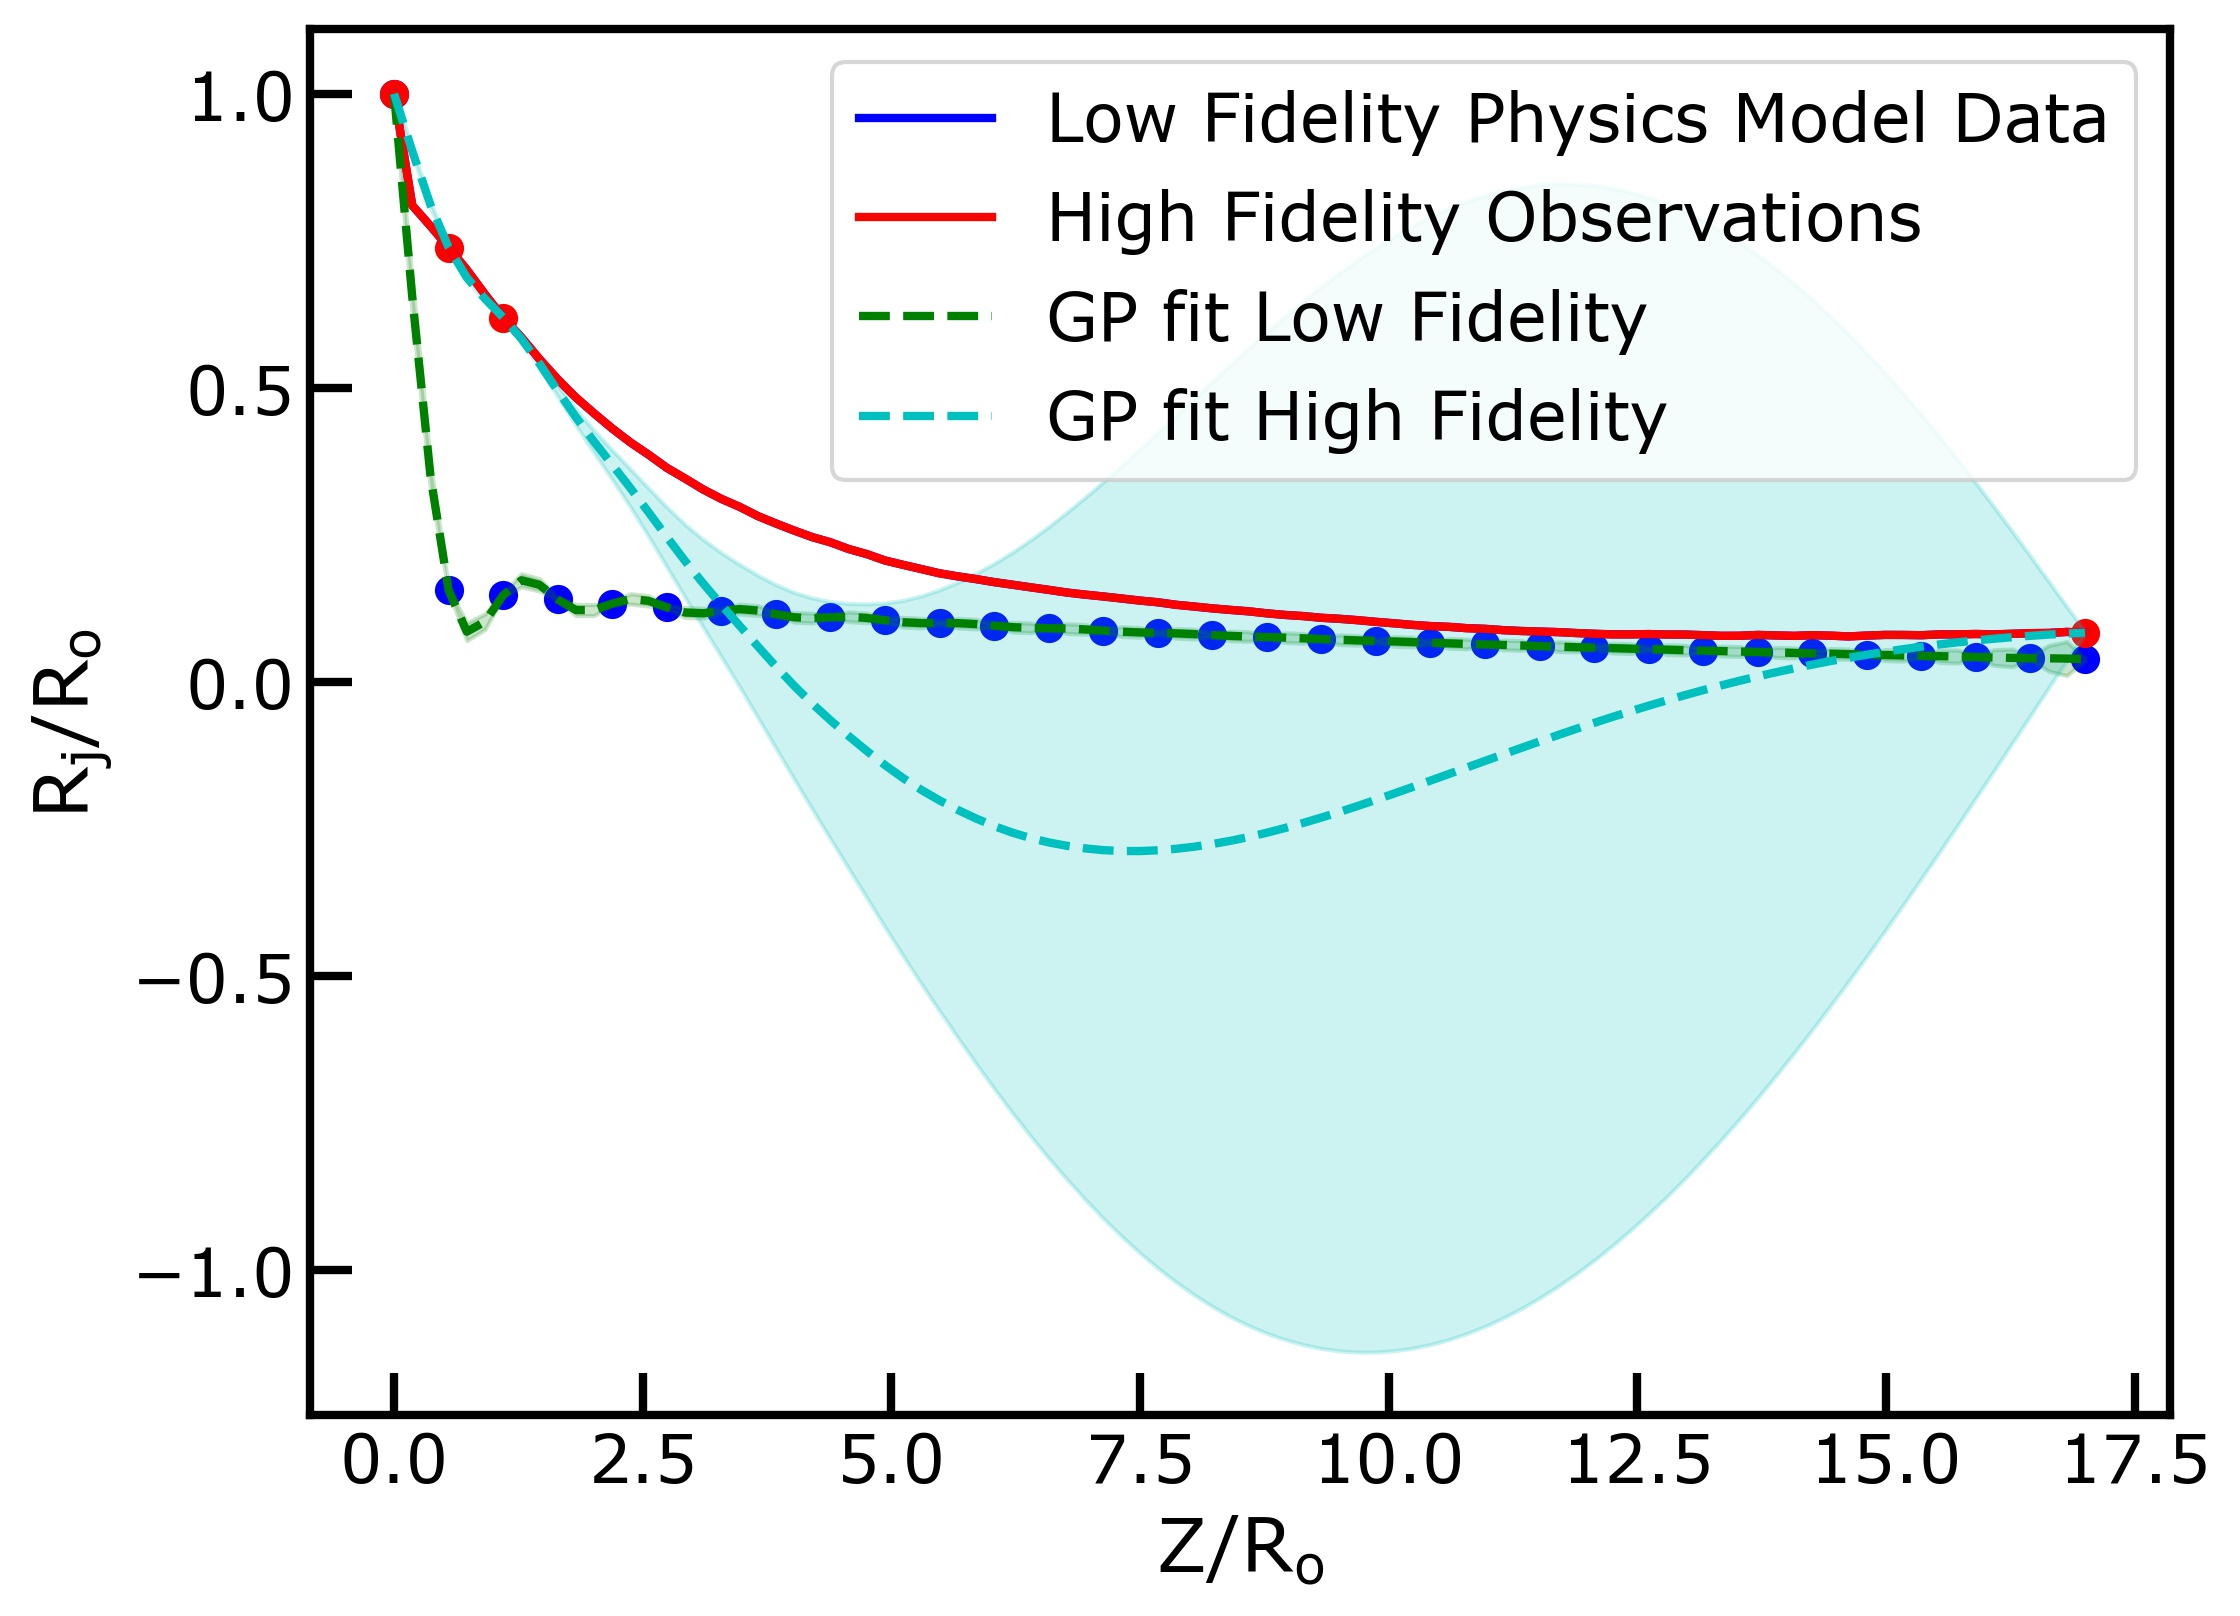 Low Fidelity Physics Model Data
High Fidelity Observations
GP fit Low Fidelity
GP fit High Fidelity
1.0
0.5
0.0
−0.5
−1.0
Rj/Ro
0.0 2.5 5.0 7.5 10.0 12.5 15.0 17.5
Z/Ro